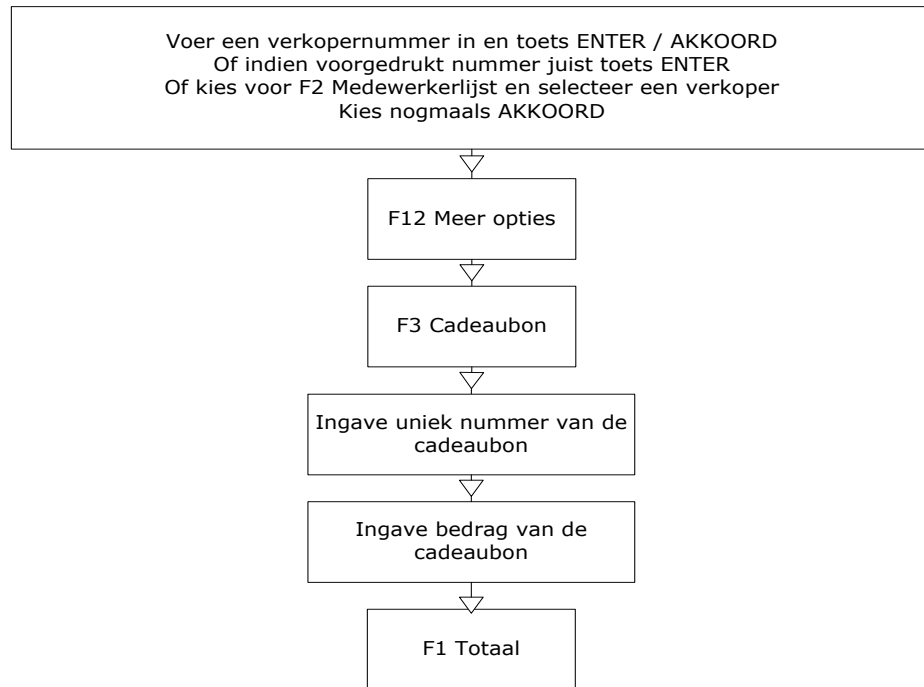 Voer een verkopernummer in en toets ENTER / AKKOORD
Of indien voorgedrukt nummer juist toets ENTER
Of kies voor F2 Medewerkerlijst en selecteer een verkoper
Kies nogmaals AKKOORD
F12 Meer opties
F3 Cadeaubon
Ingave uniek nummer van de
cadeaubon
Ingave bedrag van de
cadeaubon
F1 Totaal